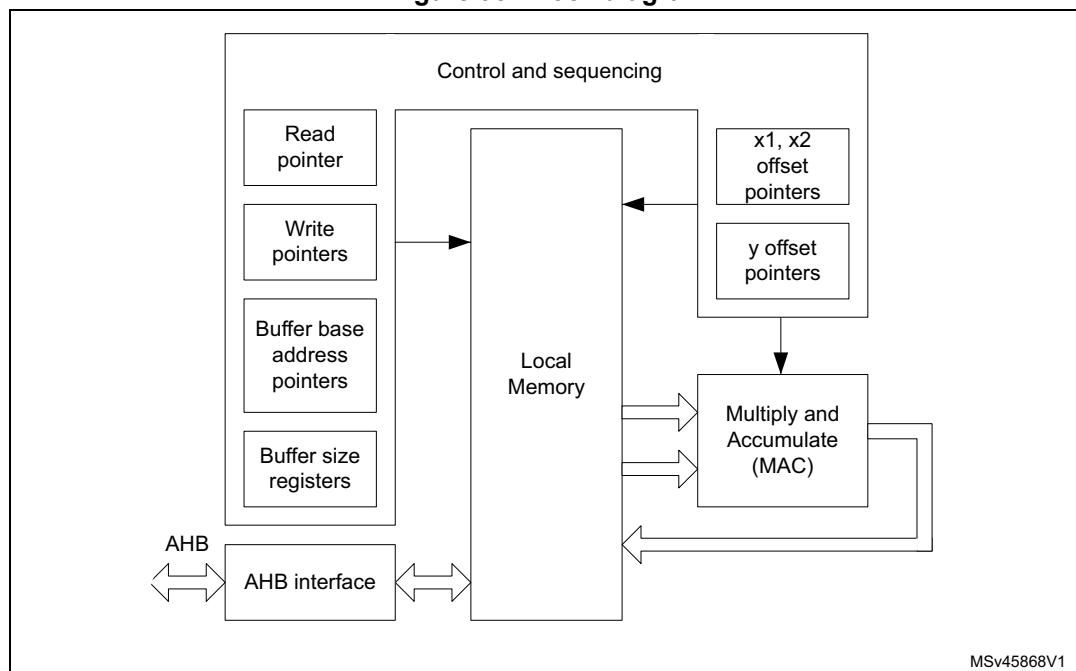 Control and sequencing
Read
pointer
Write
pointers
Buffer base
address
pointers
Buffer size
registers
x1, x2
offset
pointers
y offset
pointers
Local
Memory
Multiply and
Accumulate
(MAC)
AHB
AHB interface
MSv45868V1